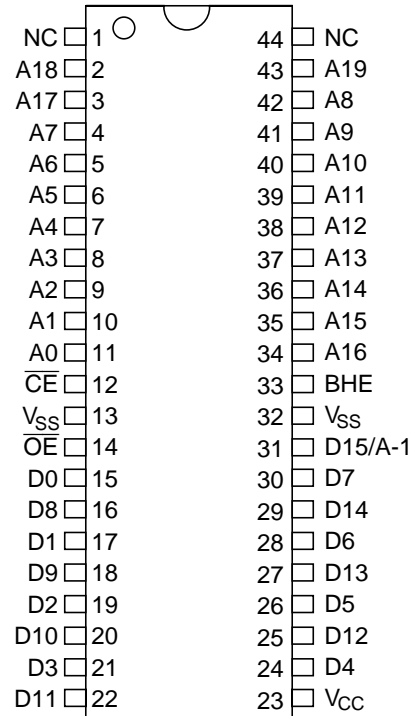 NC 1 44 NC
A18 2 43 A19
A17 3 42 A8
A7 4 41 A9
A6 5 40 A10
A5 6 39 A11
A4 7 38 A12
A3 8 37 A13
A2 9 36 A14
A1 10 35 A15
A0 11 34 A16
C̅E̅ 12 33 BHE
VSS 13 32 VSS
O̅E̅ 14 31 D15/A-1
D0 15 30 D7
D8 16 29 D14
D1 17 28 D6
D9 18 27 D13
D2 19 26 D5
D10 20 25 D12
D3 21 24 D4
D11 22 23 VCC